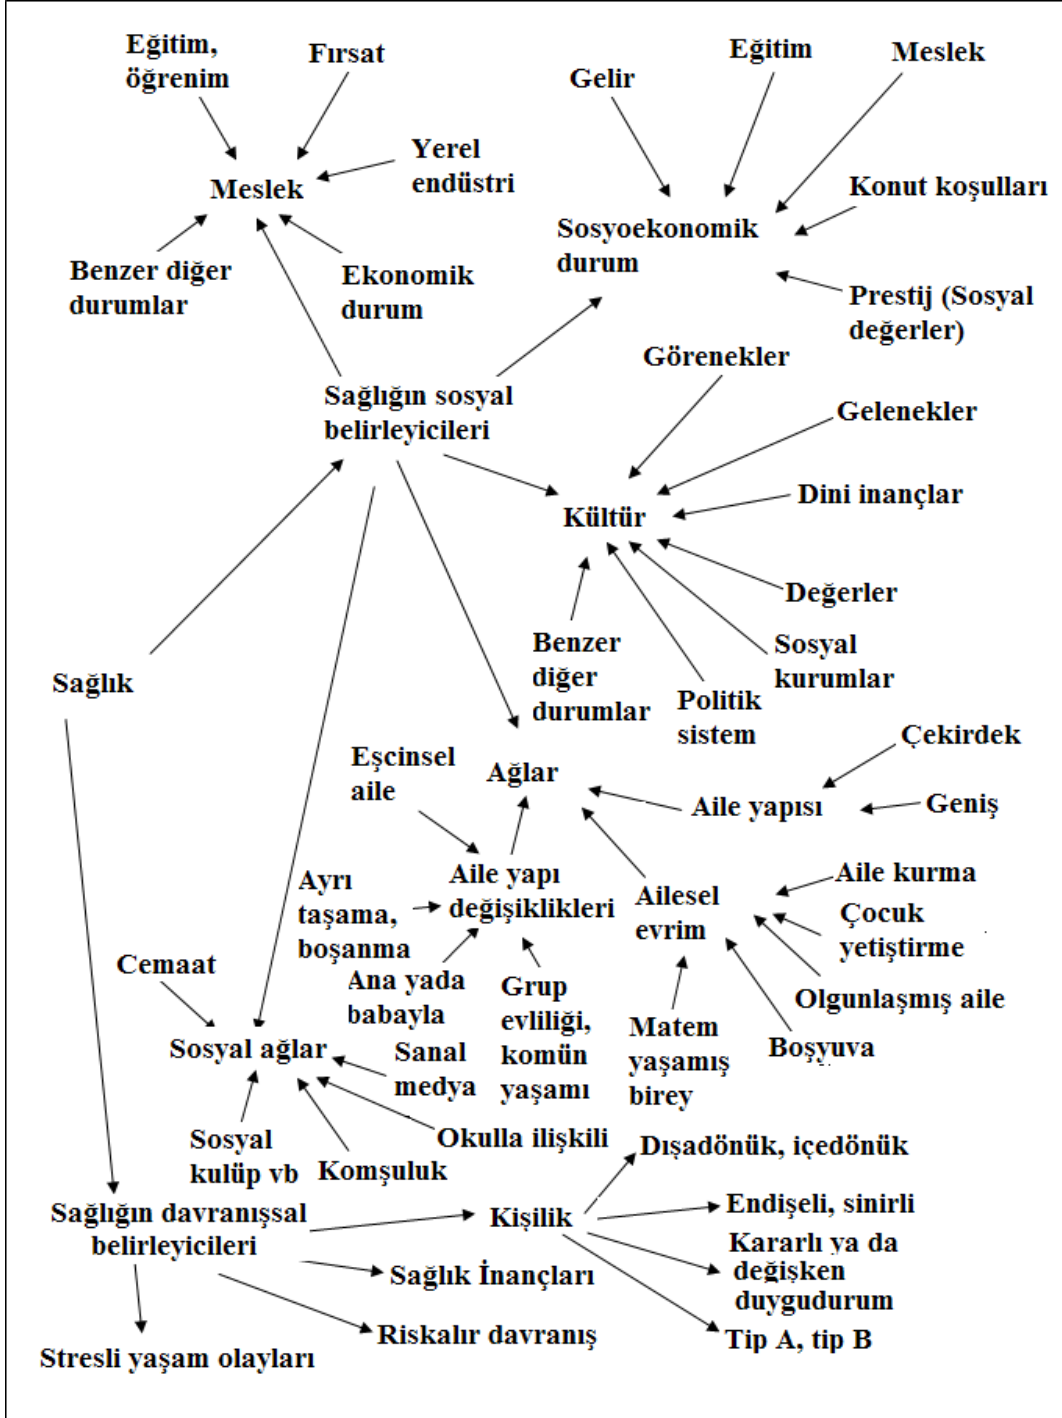 Eğitim,
öğrenim
Fırsat
Yerel
endüstri
Meslek
Benzer diğer
durumlar
Ekonomik
durum
Gelir
Eğitim
Meslek
Konut koşulları
Sosyoekonomik
durum
Prestij (Sosyal
değerler)
Sağlığın sosyal
belirleyicileri
Görenekler
Gelenekler
Dini inançlar
Kültür
Değerler
Sosyal
kurumlar
Politik
sistem
Benzer
diğer
durumlar
Sağlık
Ağlar
Çekirdek
Geniş
Aile yapısı
Eşcinsel
aile
Aile yapı
değişiklikleri
Ayrı
taşama,
boşanma
Ana yada
babayla
Grup
evliliği,
komün
yaşamı
Ailesel
evrim
Aile kurma
Çocuk
yetiştirme
Olgunlaşmış aile
Boşyuva
Matem
yaşamış
birey
Cemaat
Sosyal ağlar
Sanal
medya
Okulla ilişkili
Komşuluk
Sosyal
kulüp vb
Sağlığın davranışsal
belirleyicileri
Kişilik
Dışadönük, içedönük
Endişeli, sinirli
Kararlı ya da
değişken
duygudurum
Tip A, tip B
Sağlık İnançları
Riskalır davranış
Stresli yaşam olayları